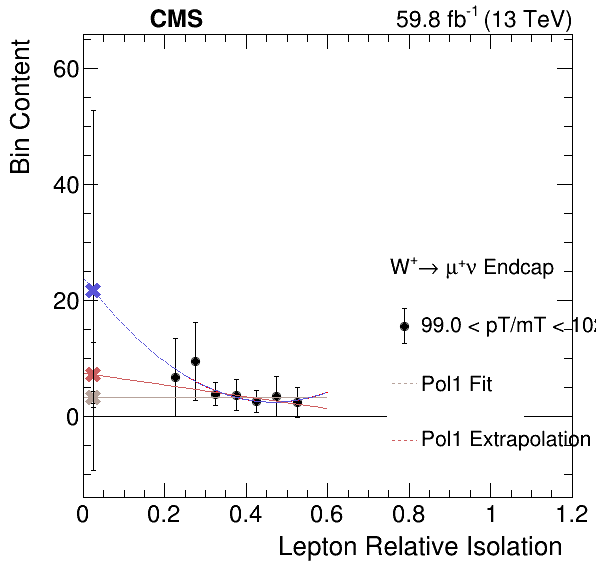 CMS
59.8 fb⁻¹ (13 TeV)
Bin Content
60
40
20
0
W⁺→ μ⁺ν Endcap
99.0 < pT/mT < 102
Pol1 Fit
Pol1 Extrapolation
0 0.2 0.4 0.6 0.8 1 1.2
Lepton Relative Isolation